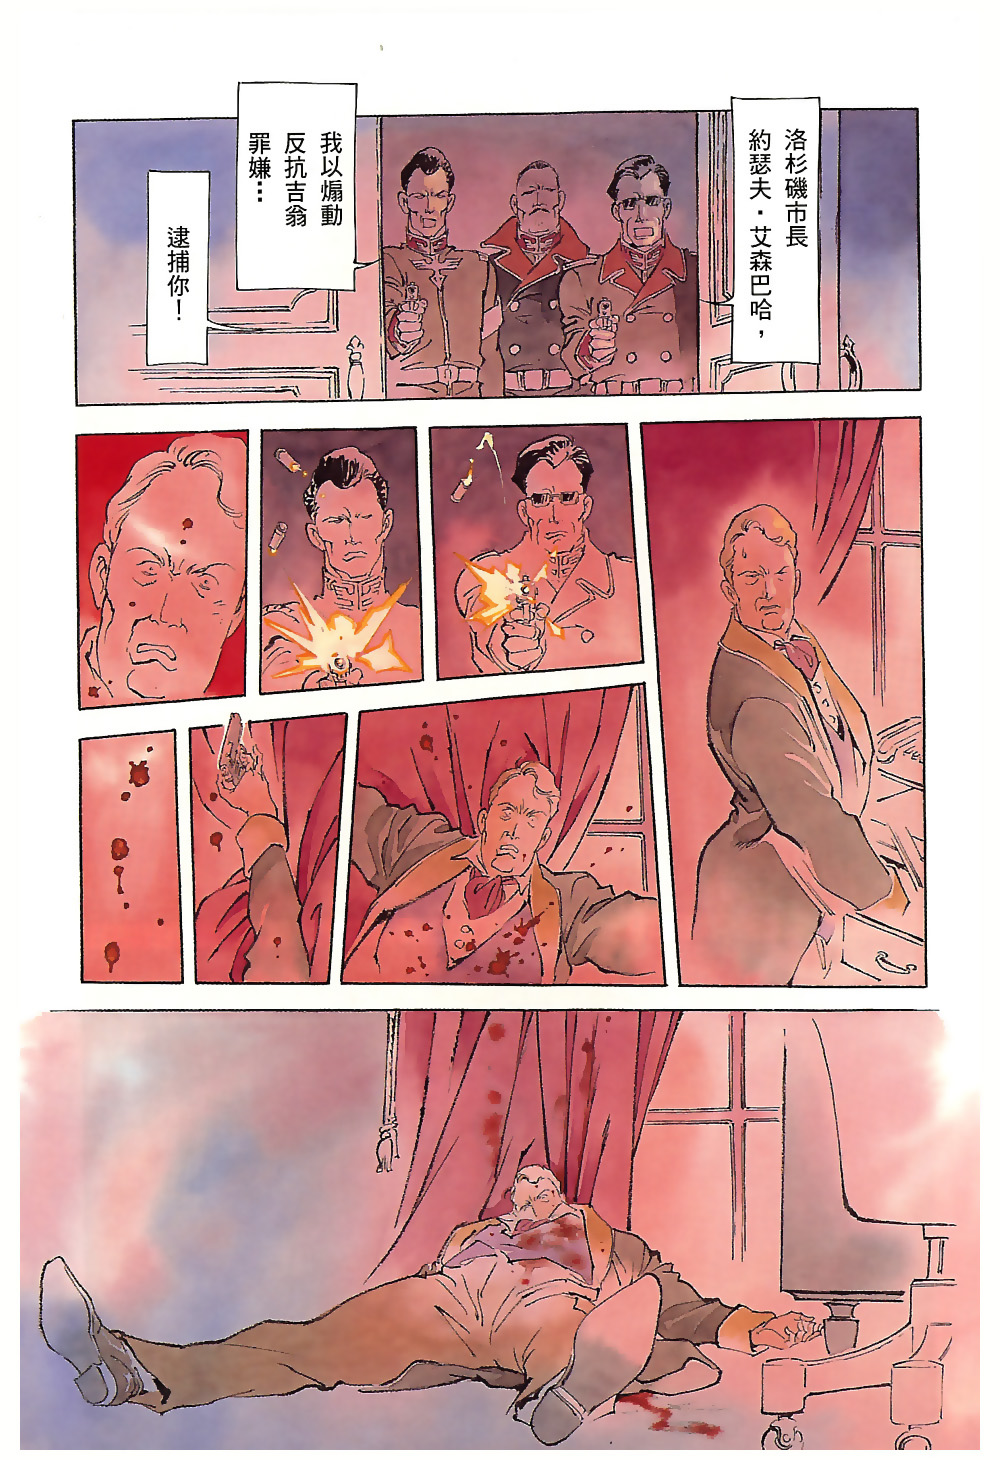 洛杉磯市長
約瑟夫·艾森巴哈，
我以煽動
反抗吉翁
罪嫌…
逮捕你！